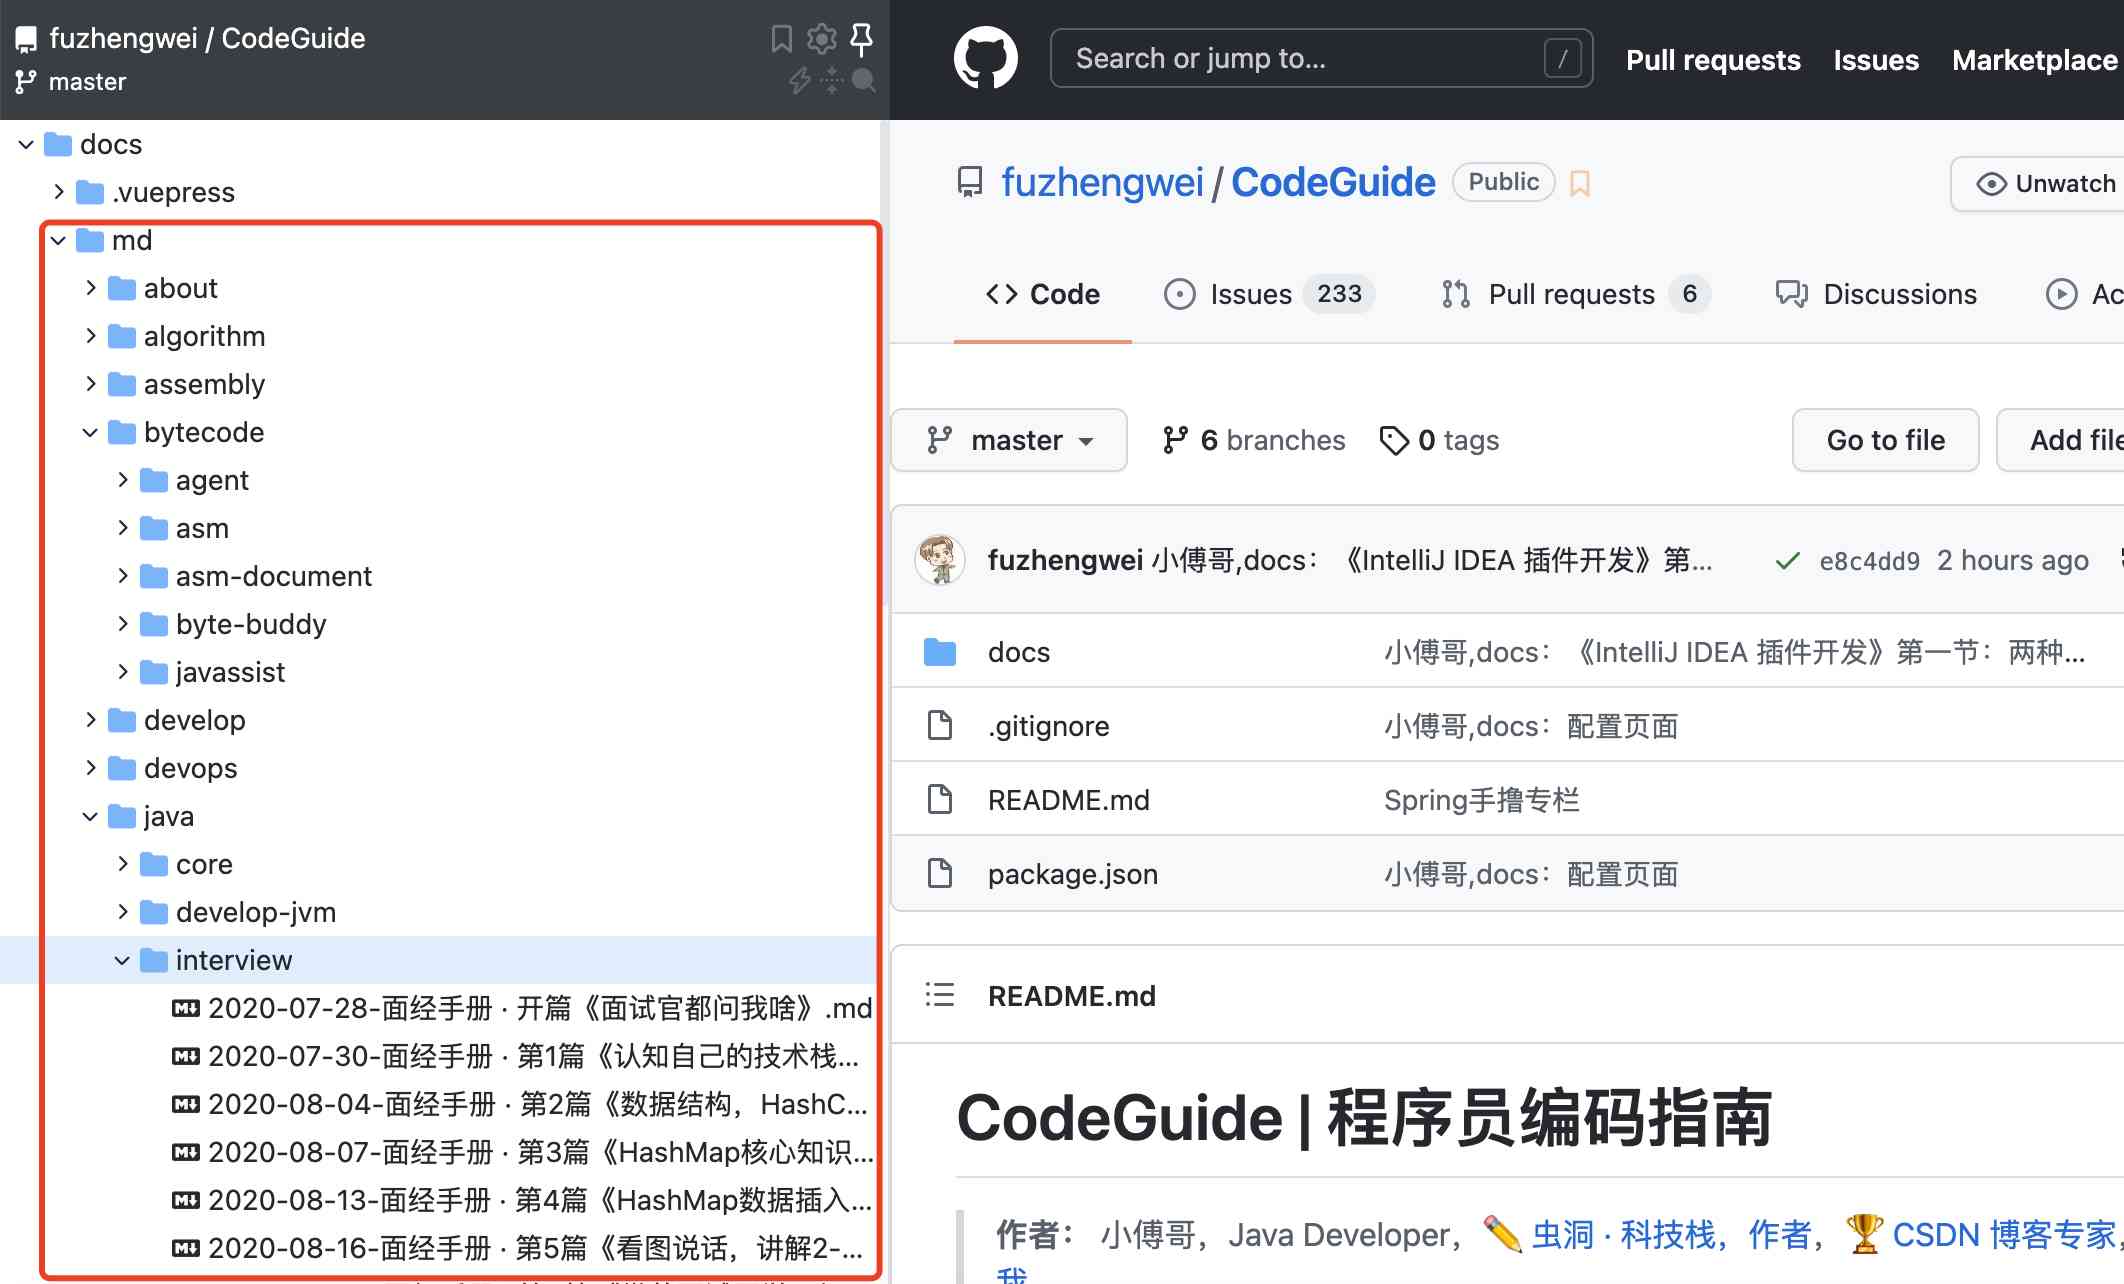 fuzhengwei / CodeGuide
master
docs
.vuepress
md
about
algorithm
assembly
bytecode
agent
asm
asm-document
byte-buddy
javassist
develop
devops
java
core
develop-jvm
interview
2020-07-28-面经手册 · 开篇《面试官都问我啥》.md
2020-07-30-面经手册 · 第1篇《认知自己的技术栈...
2020-08-04-面经手册 · 第2篇《数据结构，HashC...
2020-08-07-面经手册 · 第3篇《HashMap核心知识...
2020-08-13-面经手册 · 第4篇《HashMap数据插入...
2020-08-16-面经手册 · 第5篇《看图说话，讲解2-...
Search or jump to... /
Pull requests Issues Marketplace
fuzhengwei / CodeGuide Public
Unwatch
Code Issues 233 Pull requests 6 Discussions Ac
master 6 branches 0 tags Go to file Add file
fuzhengwei 小傅哥,docs：《IntelliJ IDEA 插件开发》第... e8c4dd9 2 hours ago
docs 小傅哥,docs：《IntelliJ IDEA 插件开发》第一节：两种...
.gitignore 小傅哥,docs：配置页面
README.md Spring手撸专栏
package.json 小傅哥,docs：配置页面
README.md
CodeGuide | 程序员编码指南
作者： 小傅哥，Java Developer，✏️ 虫洞 · 科技栈，作者，🏆 CSDN 博客专家，
我